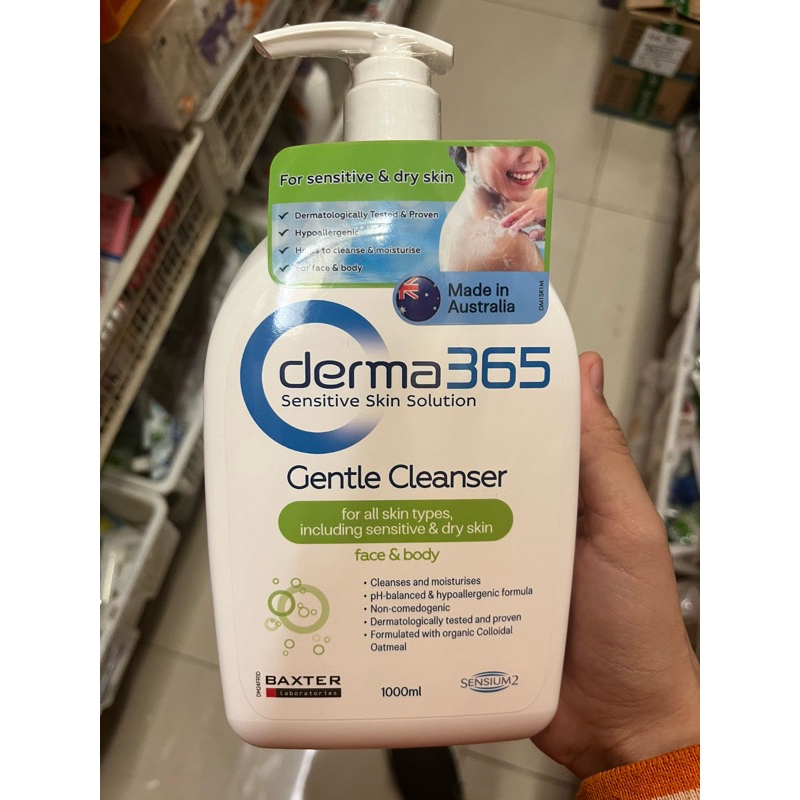 For sensitive & dry skin
Dermatologically Tested & Proven
Hypoallergenic
Helps to cleanse & moisturise
For face & body
Made in
Australia
DM1SR1M
derma365
Sensitive Skin Solution
Gentle Cleanser
for all skin types,
including sensitive & dry skin
face & body
• Cleanses and moisturises
• pH-balanced & hypoallergenic formula
• Non-comedogenic
• Dermatologically tested and proven
• Formulated with organic Colloidal
Oatmeal
BAXTER
laboratories
1000ml
SENSIUM2